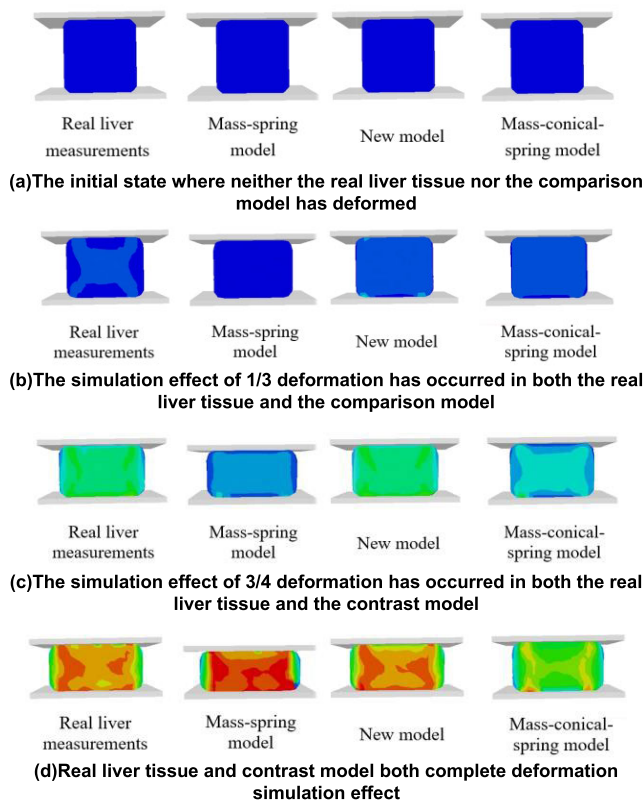 Real liver measurements
Mass-spring model
New model
Mass-conical-spring model
(a)The initial state where neither the real liver tissue nor the comparison
model has deformed
Real liver measurements
Mass-spring model
New model
Mass-conical-spring model
(b)The simulation effect of 1/3 deformation has occurred in both the real
liver tissue and the comparison model
Real liver measurements
Mass-spring model
New model
Mass-conical-spring model
(c)The simulation effect of 3/4 deformation has occurred in both the real
liver tissue and the contrast model
Real liver measurements
Mass-spring model
New model
Mass-conical-spring model
(d)Real liver tissue and contrast model both complete deformation
simulation effect